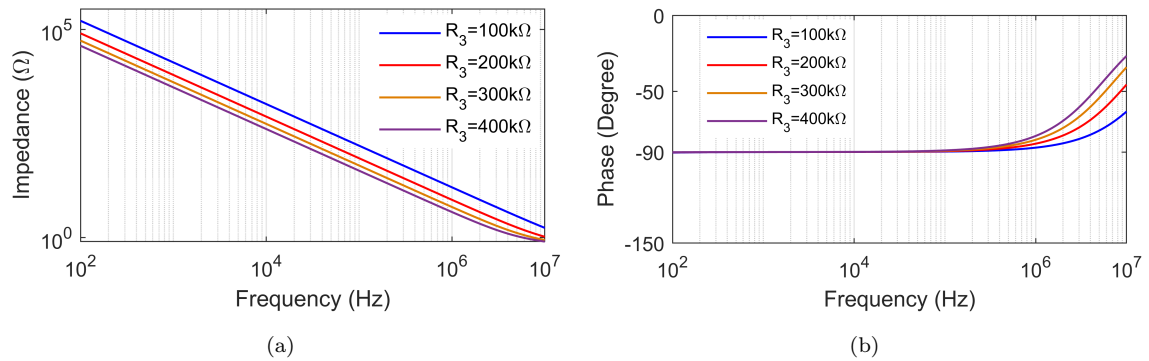 10^5
Impedance (Ω)
10^0
R_3=100kΩ
R_3=200kΩ
R_3=300kΩ
R_3=400kΩ
10^2
10^4
10^6
10^7
Frequency (Hz)
(a)
0
-50
-90
-150
Phase (Degree)
R_3=100kΩ
R_3=200kΩ
R_3=300kΩ
R_3=400kΩ
10^2
10^4
10^6
10^7
Frequency (Hz)
(b)